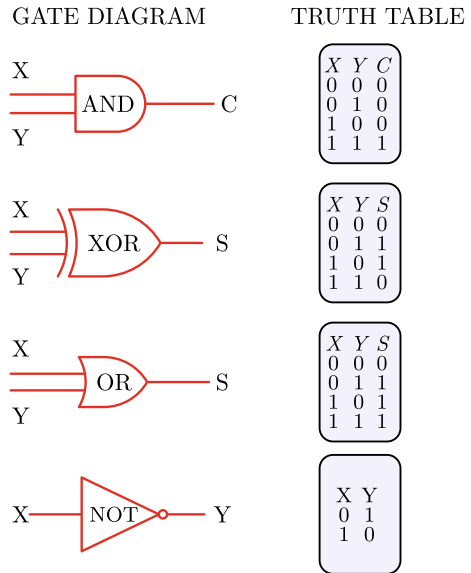 GATE DIAGRAM TRUTH TABLE
X
Y
AND
C
X Y C
0 0 0
0 1 0
1 0 0
1 1 1
X
Y
XOR
S
X Y S
0 0 0
0 1 1
1 0 1
1 1 0
X
Y
OR
S
X Y S
0 0 0
0 1 1
1 0 1
1 1 1
X NOT Y
X Y
0 1
1 0